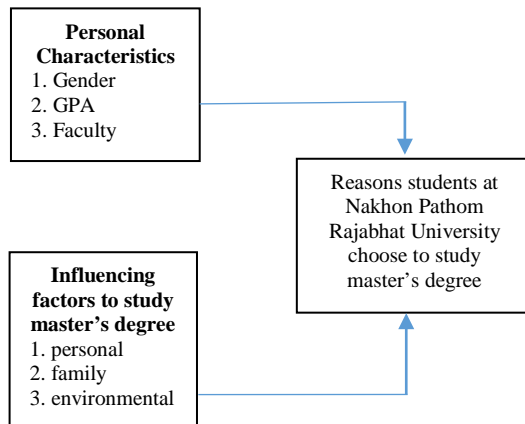 Personal
Characteristics
1. Gender
2. GPA
3. Faculty
Reasons students at
Nakhon Pathom
Rajabhat University
choose to study
master's degree
Influencing
factors to study
master's degree
1. personal
2. family
3. environmental